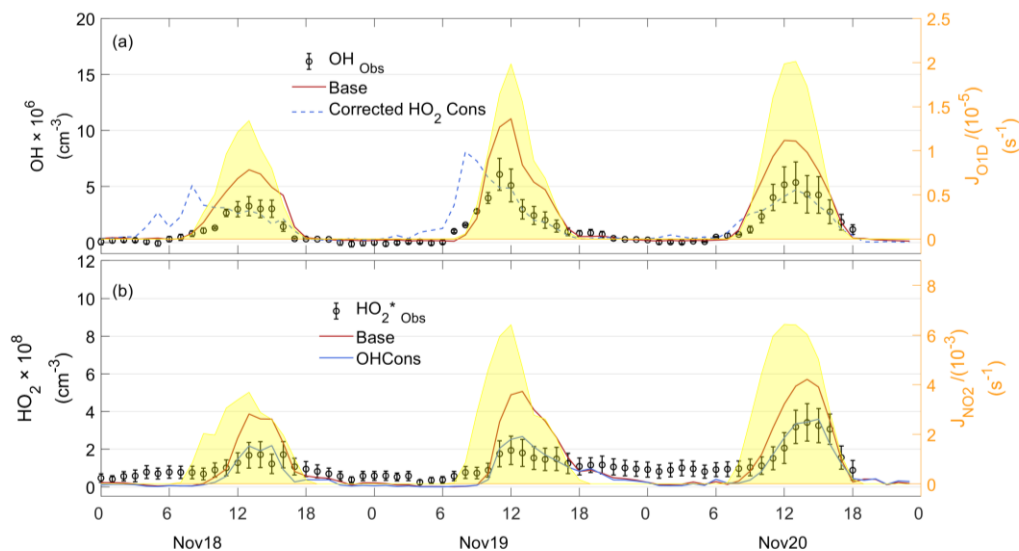 (a)
OH Obs
Base
Corrected HO2 Cons
20
15
10
5
0
OH × 10^6
(cm^-3)
2.5
2
1.5
1
0.5
0
J_O1D /(10^-5)
(s^-1)
(b)
HO2* Obs
Base
OHCons
12
10
8
6
4
2
0
HO2 × 10^8
(cm^-3)
8
6
4
2
0
J_NO2 /(10^-3)
(s^-1)
0 6 12 18 0 6 12 18 0 6 12 18 0
Nov18 Nov19 Nov20